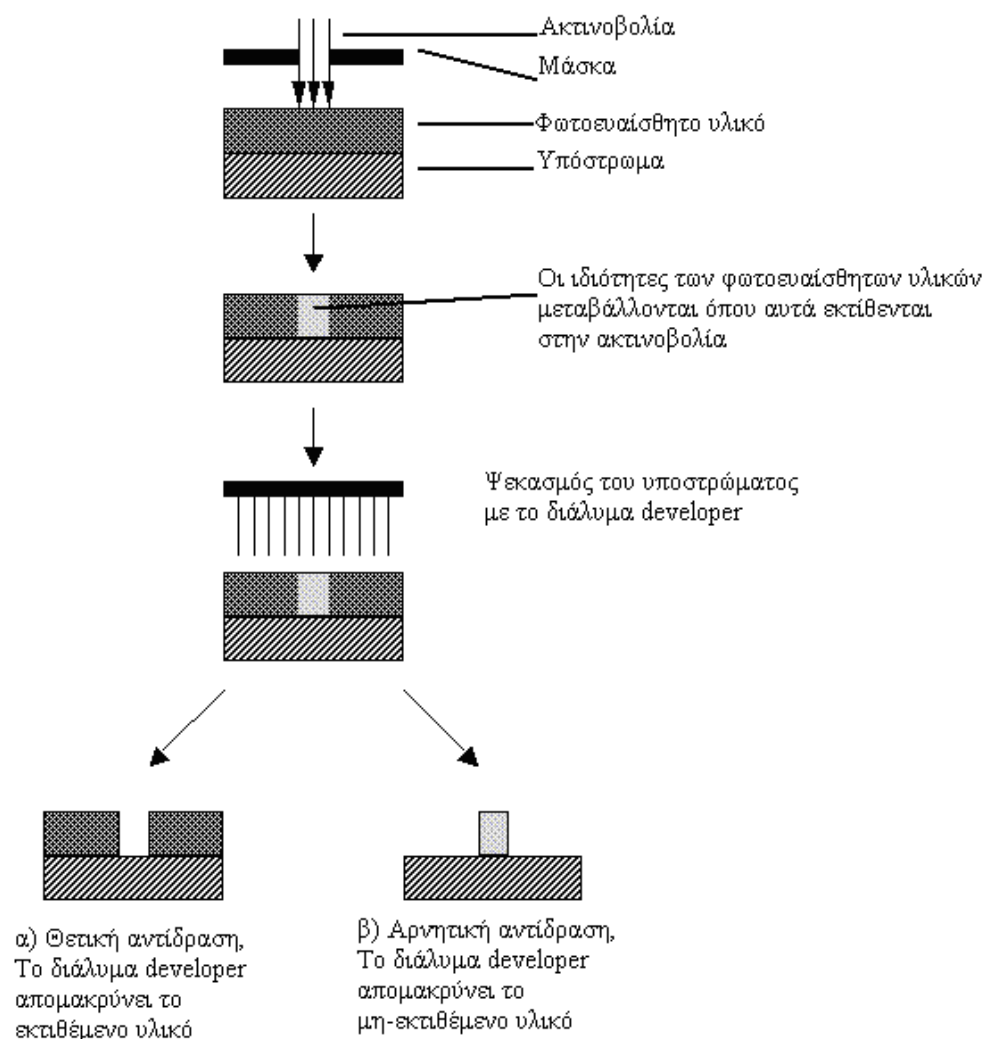 Ακτινοβολία
Μάσκα
Φωτοευαίσθητο υλικό
Υπόστρωμα
Οι ιδιότητες των φωτοευαίσθητων υλικών
μεταβάλλονται όπου αυτά εκτίθενται
στην ακτινοβολία
Ψεκασμός του υποστρώματος
με το διάλυμα developer
α) Θετική αντίδραση,
Το διάλυμα developer
απομακρύνει το
εκτιθέμενο υλικό
β) Αρνητική αντίδραση,
Το διάλυμα developer
απομακρύνει το
μη-εκτιθέμενο υλικό